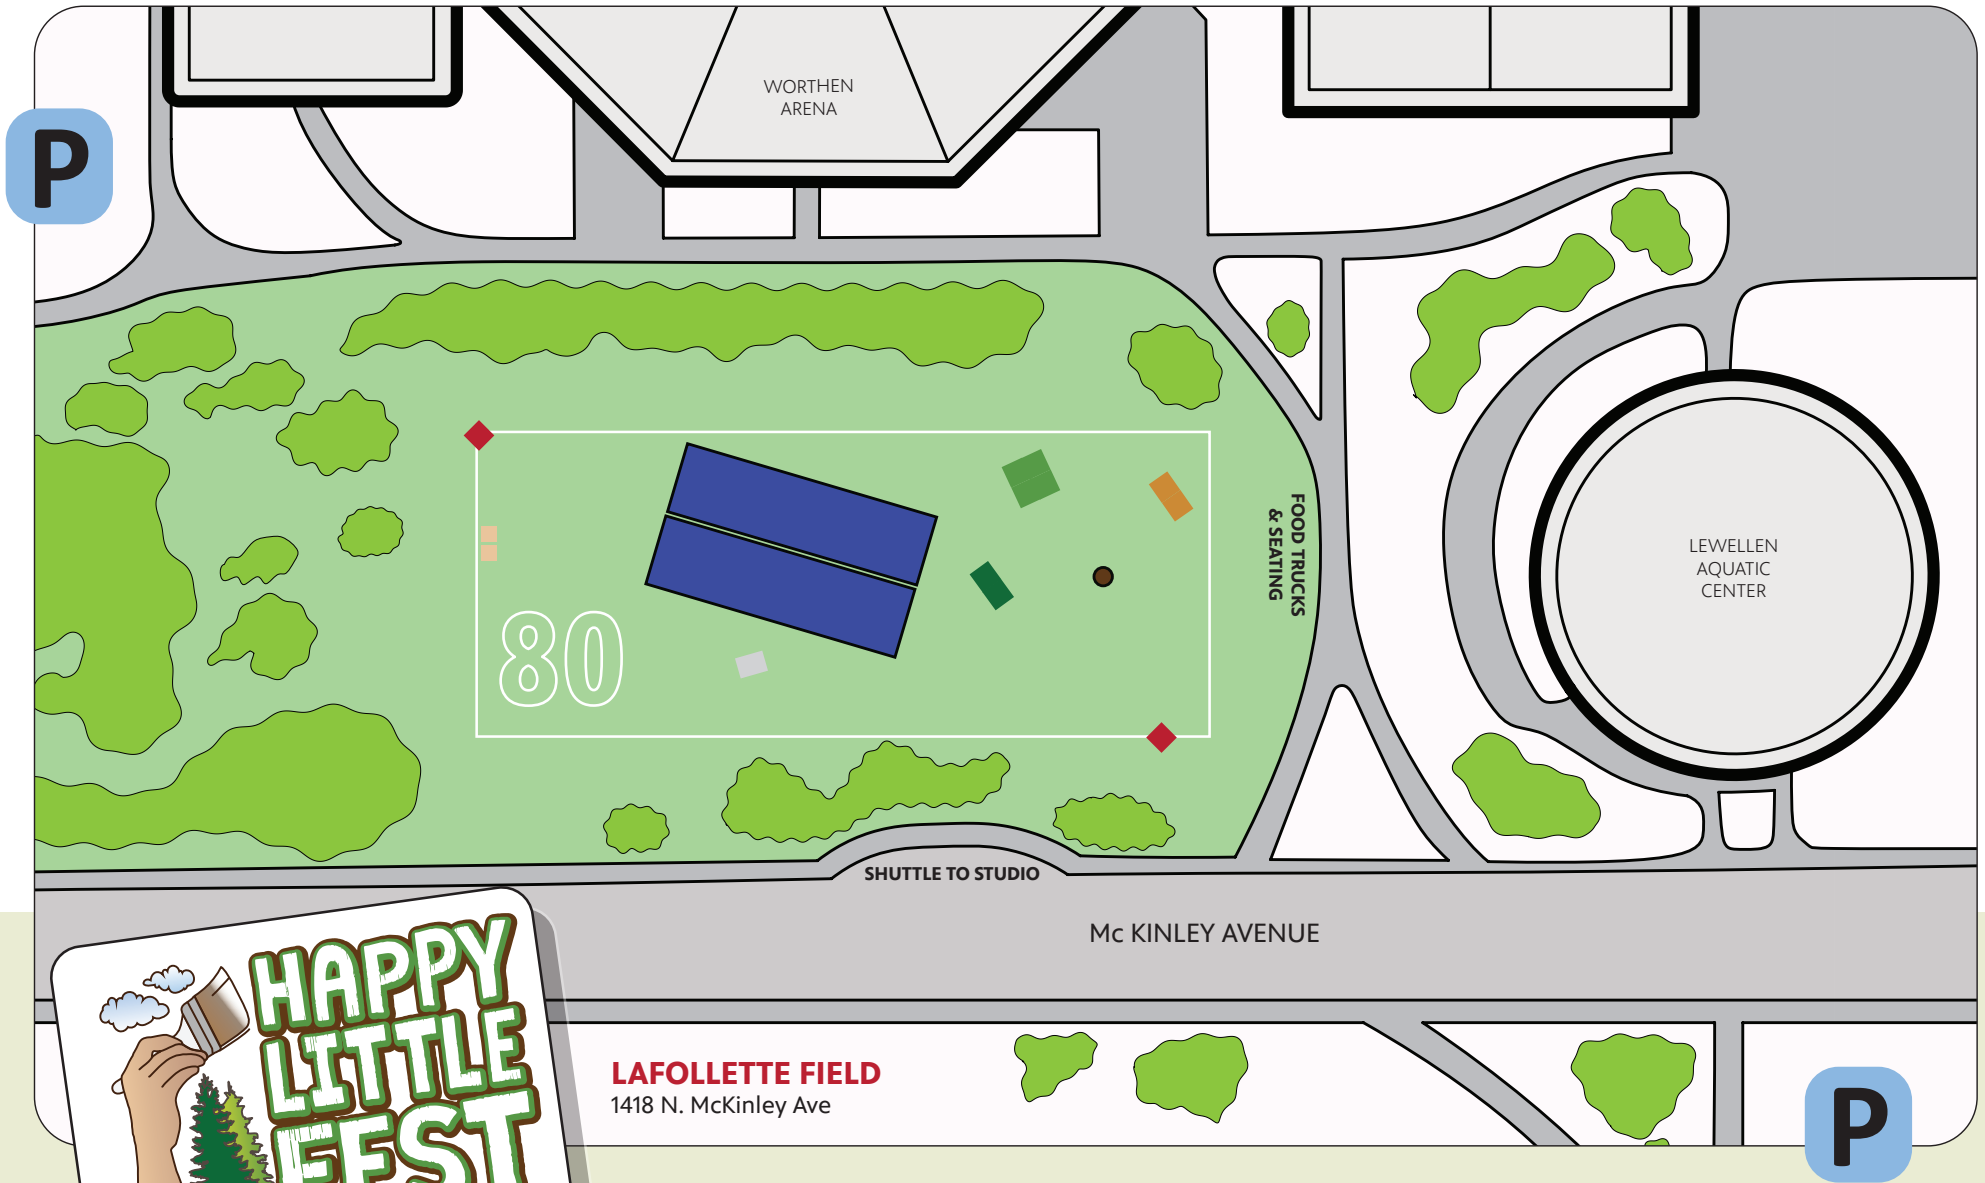 WORTHEN
ARENA
P
FOOD TRUCKS
& SEATING
LEWELLEN
AQUATIC
CENTER
80
SHUTTLE TO STUDIO
Mc KINLEY AVENUE
HAPPY
LITTLE
FEST
LAFOLLETTE FIELD
1418 N. McKinley Ave
P